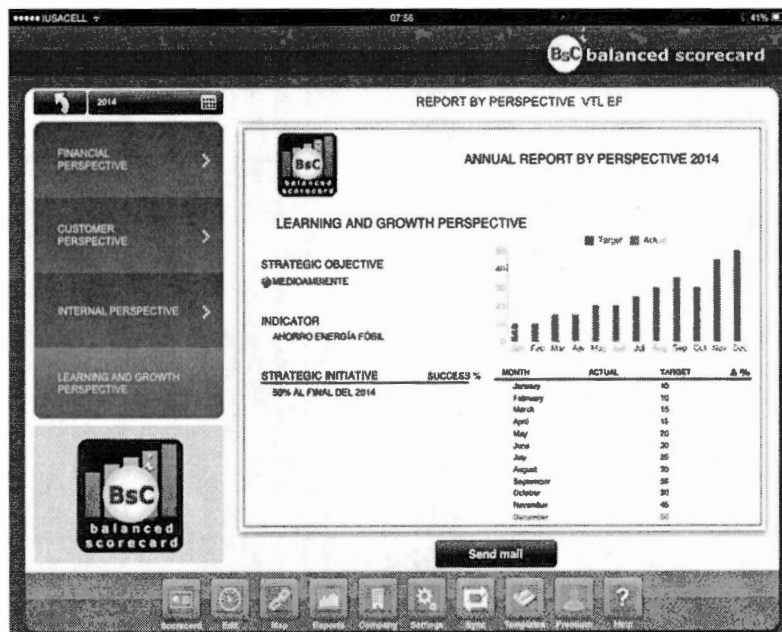 IUSACELL 07:56 41%
BsC balanced scorecard
2014
REPORT BY PERSPECTIVE VTL EF
FINANCIAL
PERSPECTIVE
CUSTOMER
PERSPECTIVE
INTERNAL PERSPECTIVE
LEARNING AND GROWTH
PERSPECTIVE
BsC
balanced
scorecard
BsC
balanced
scorecard
ANNUAL REPORT BY PERSPECTIVE 2014
LEARNING AND GROWTH PERSPECTIVE
STRATEGIC OBJECTIVE
MEDIOAMBIENTE
INDICATOR
AHORRO ENERGÍA FÓSIL
STRATEGIC INITIATIVE SUCCESS %
50% AL FINAL DEL 2014
Target Actual
Feb Mar Apr May Jul Sep Oct Nov Dec
MONTH ACTUAL TARGET Δ %
January 10
February 10
March 15
April 15
May 20
June 20
July 25
August
September
October 30
November 45
December 50
Send mail
Scorecard Edit Map Reports Company Settings Sync Templates Premium Help